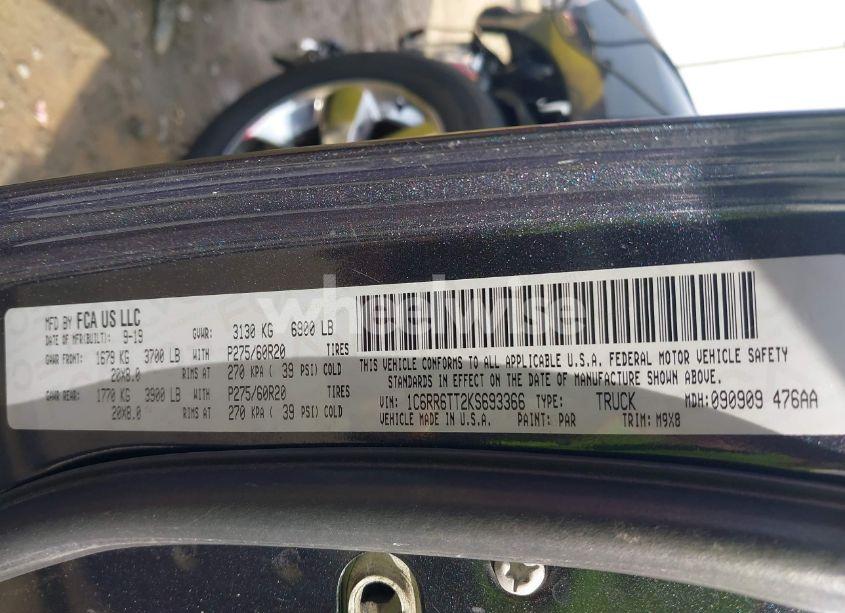 MFD BY FCA US LLC
DATE OF MFR(BUILT): 9-19 GVWR: 3130 KG 6900 LB
GAWR FRONT: 1679 KG 3700 LB WITH P275/60R20 TIRES
20X8.0 RIMS AT 270 KPA ( 39 PSI) COLD
GAWR REAR: 1770 KG 3900 LB WITH P275/60R20 TIRES
20X8.0 RIMS AT 270 KPA ( 39 PSI) COLD
THIS VEHICLE CONFORMS TO ALL APPLICABLE U.S.A. FEDERAL MOTOR VEHICLE SAFETY
STANDARDS IN EFFECT ON THE DATE OF MANUFACTURE SHOWN ABOVE.
VIN: 1C6RR6TT2KS693366 TYPE: TRUCK MDH:090909 476AA
VEHICLE MADE IN U.S.A. PAINT: PAR TRIM: M9X8
wheelwise